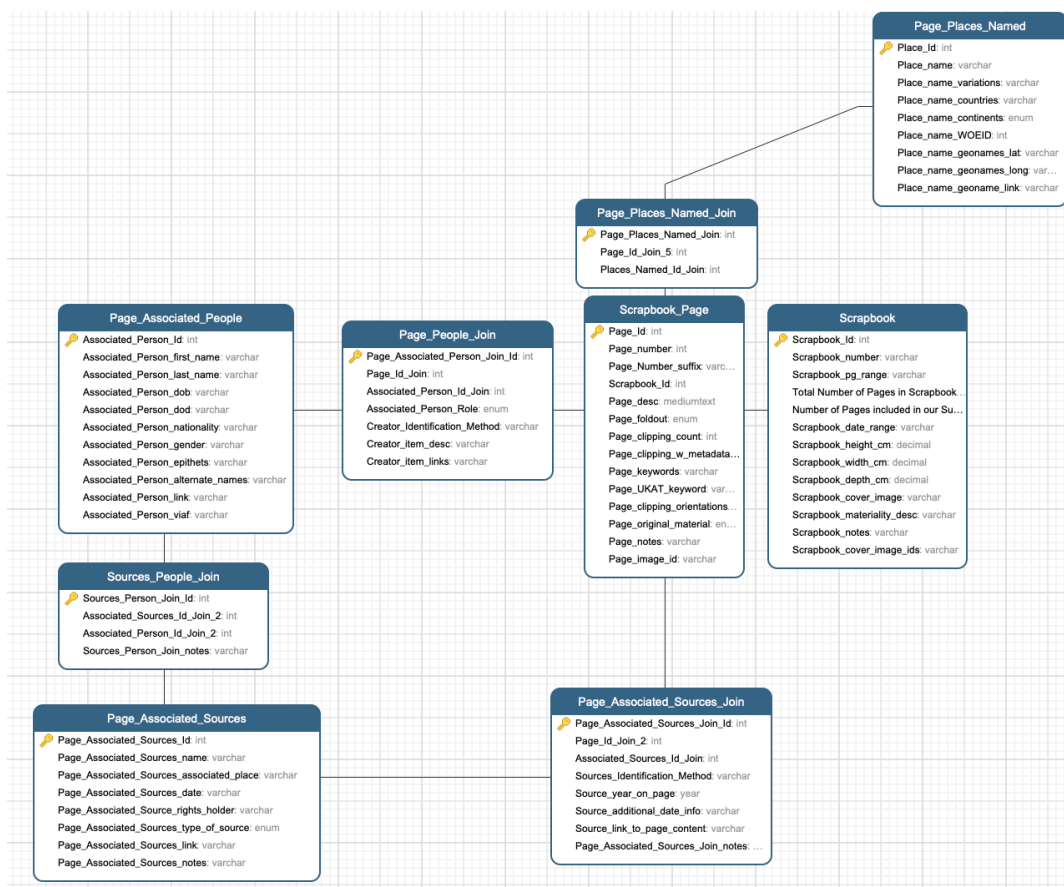 Page_Places_Named
Place_Id: int
Place_name: varchar
Place_name_variations: varchar
Place_name_countries: varchar
Place_name_continents: enum
Place_name_WOEID: int
Place_name_geonames_lat: varchar
Place_name_geonames_long: var...
Place_name_geoname_link: varchar
Page_Places_Named_Join
Page_Places_Named_Join: int
Page_Id_Join_5: int
Places_Named_Id_Join: int
Page_Associated_People
Associated_Person_Id: int
Associated_Person_first_name: varchar
Associated_Person_last_name: varchar
Associated_Person_dob: varchar
Associated_Person_dod: varchar
Associated_Person_nationality: varchar
Associated_Person_gender: varchar
Associated_Person_epithets: varchar
Associated_Person_alternate_names: varchar
Associated_Person_link: varchar
Associated_Person_viaf: varchar
Page_People_Join
Page_Associated_Person_Join_Id: int
Page_Id_Join: int
Associated_Person_Id_Join: int
Associated_Person_Role: enum
Creator_Identification_Method: varchar
Creator_item_desc: varchar
Creator_item_links: varchar
Scrapbook_Page
Page_Id: int
Page_number: int
Page_Number_suffix: varc...
Scrapbook_Id: int
Page_desc: mediumtext
Page_foldout: enum
Page_clipping_count: int
Page_clipping_w_metadata...
Page_keywords: varchar
Page_UKAT_keyword: var...
Page_clipping_orientations...
Page_original_material: en...
Page_notes: varchar
Page_image_id: varchar
Scrapbook
Scrapbook_Id: int
Scrapbook_number: varchar
Scrapbook_pg_range: varchar
Total Number of Pages in Scrapbook...
Number of Pages included in our Su...
Scrapbook_date_range: varchar
Scrapbook_height_cm: decimal
Scrapbook_width_cm: decimal
Scrapbook_depth_cm: decimal
Scrapbook_cover_image: varchar
Scrapbook_materiality_desc: varchar
Scrapbook_notes: varchar
Scrapbook_cover_image_ids: varchar
Sources_People_Join
Sources_Person_Join_Id: int
Associated_Sources_Id_Join_2: int
Associated_Person_Id_Join_2: int
Sources_Person_Join_notes: varchar
Page_Associated_Sources
Page_Associated_Sources_Id: int
Page_Associated_Sources_name: varchar
Page_Associated_Sources_associated_place: varchar
Page_Associated_Sources_date: varchar
Page_Associated_Source_rights_holder: varchar
Page_Associated_Sources_type_of_source: enum
Page_Associated_Sources_link: varchar
Page_Associated_Sources_notes: varchar
Page_Associated_Sources_Join
Page_Associated_Sources_Join_Id: int
Page_Id_Join_2: int
Associated_Sources_Id_Join: int
Sources_Identification_Method: varchar
Source_year_on_page: year
Source_additional_date_info: varchar
Source_link_to_page_content: varchar
Page_Associated_Sources_Join_notes: ...